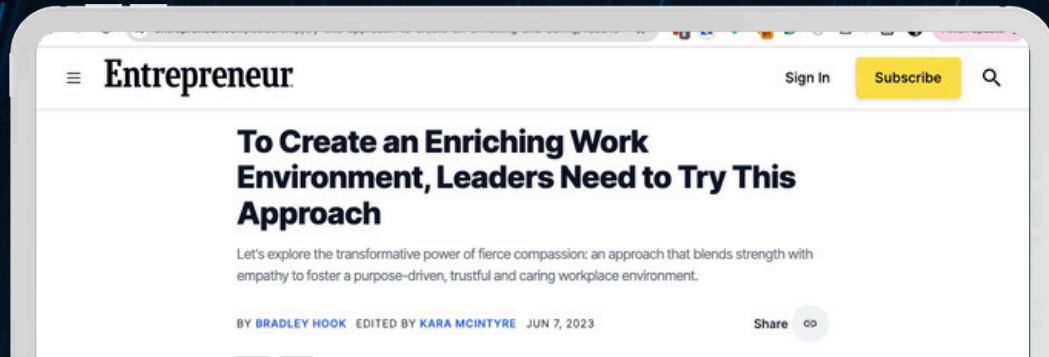 Entrepreneur
Sign In
Subscribe
To Create an Enriching Work
Environment, Leaders Need to Try This
Approach
Let's explore the transformative power of fierce compassion: an approach that blends strength with
empathy to foster a purpose-driven, trustful and caring workplace environment.
BY BRADLEY HOOK EDITED BY KARA MCINTYRE JUN 7, 2023
Share